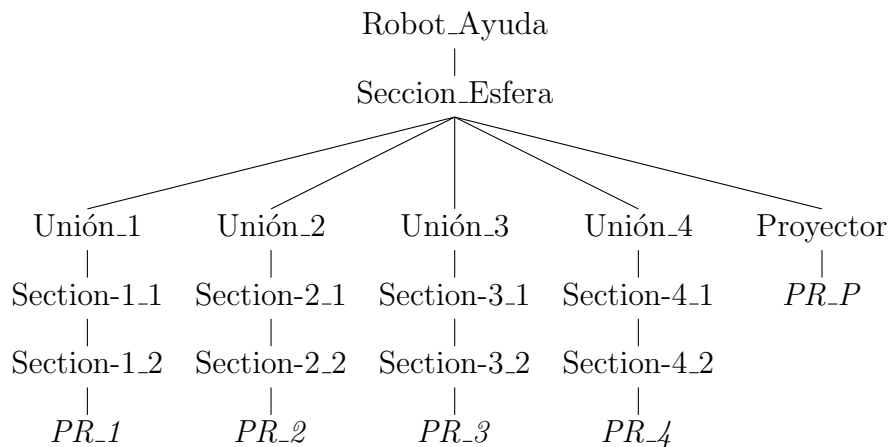 Robot_Ayuda
Seccion_Esfera
Unión_1 Unión_2 Unión_3 Unión_4 Proyector
Section-1_1 Section-2_1 Section-3_1 Section-4_1 PR_P
Section-1_2 Section-2_2 Section-3_2 Section-4_2
PR_1 PR_2 PR_3 PR_4